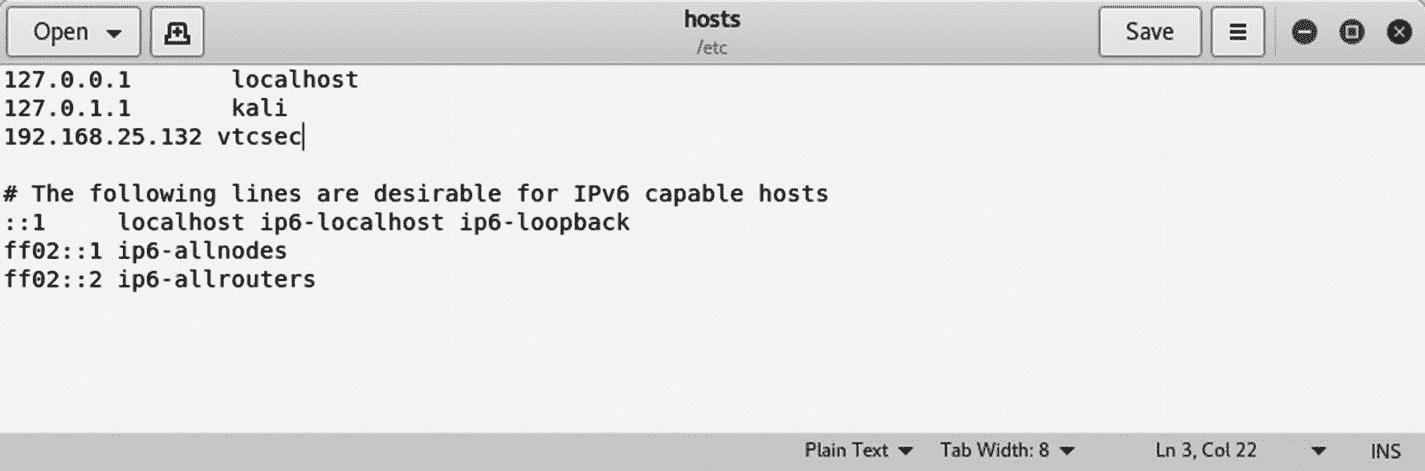 Open hosts Save
/etc
127.0.0.1       localhost
127.0.1.1       kali
192.168.25.132 vtcsec

# The following lines are desirable for IPv6 capable hosts
::1     localhost ip6-localhost ip6-loopback
ff02::1 ip6-allnodes
ff02::2 ip6-allrouters
Plain Text Tab Width: 8 Ln 3, Col 22 INS